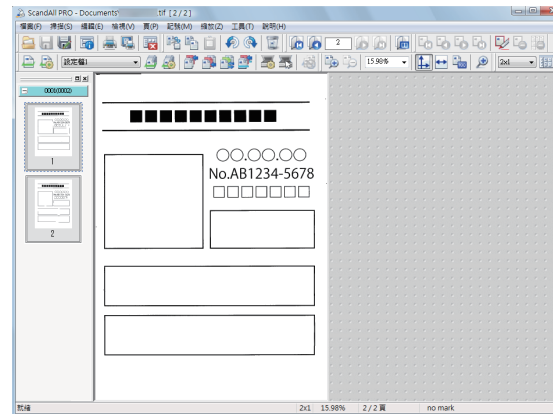 ScandAll PRO - Documents\ .tif [ 2 / 2 ]
檔案(F) 掃描(S) 編輯(E) 檢視(V) 頁(P) 記號(M) 縮放(Z) 工具(T) 說明(H)
2
設定檔1 15.98% 2x1
0001(0002)
1
2
■■■■■■■■■■
○○.○○.○○
No.AB1234-5678
□□□□□□□
就緒 2x1 15.98% 2 / 2 頁 no mark